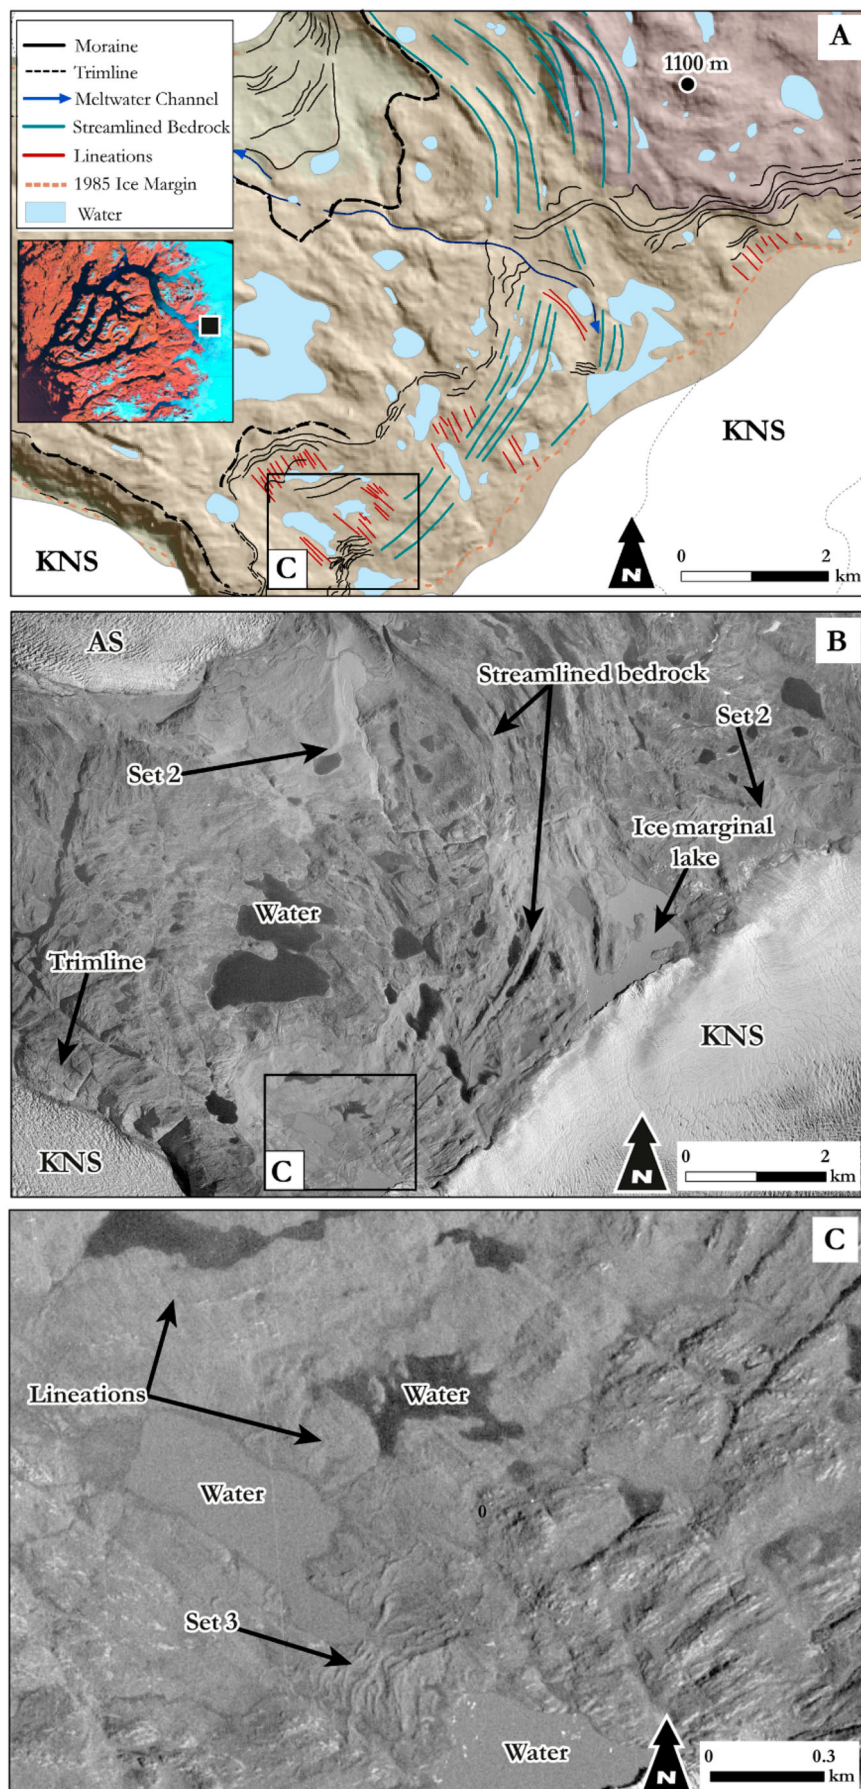 A
Moraine
Trimline
Meltwater Channel
Streamlined Bedrock
Lineations
1985 Ice Margin
Water
1100 m
KNS
KNS
C
N
0 2
km
B
AS
Streamlined bedrock
Set 2
Set 2
Ice marginal
lake
Water
Trimline
KNS
KNS
C
N
0 2
km
C
Lineations
Water
Water
0
Set 3
Water
N
0 0.3
km